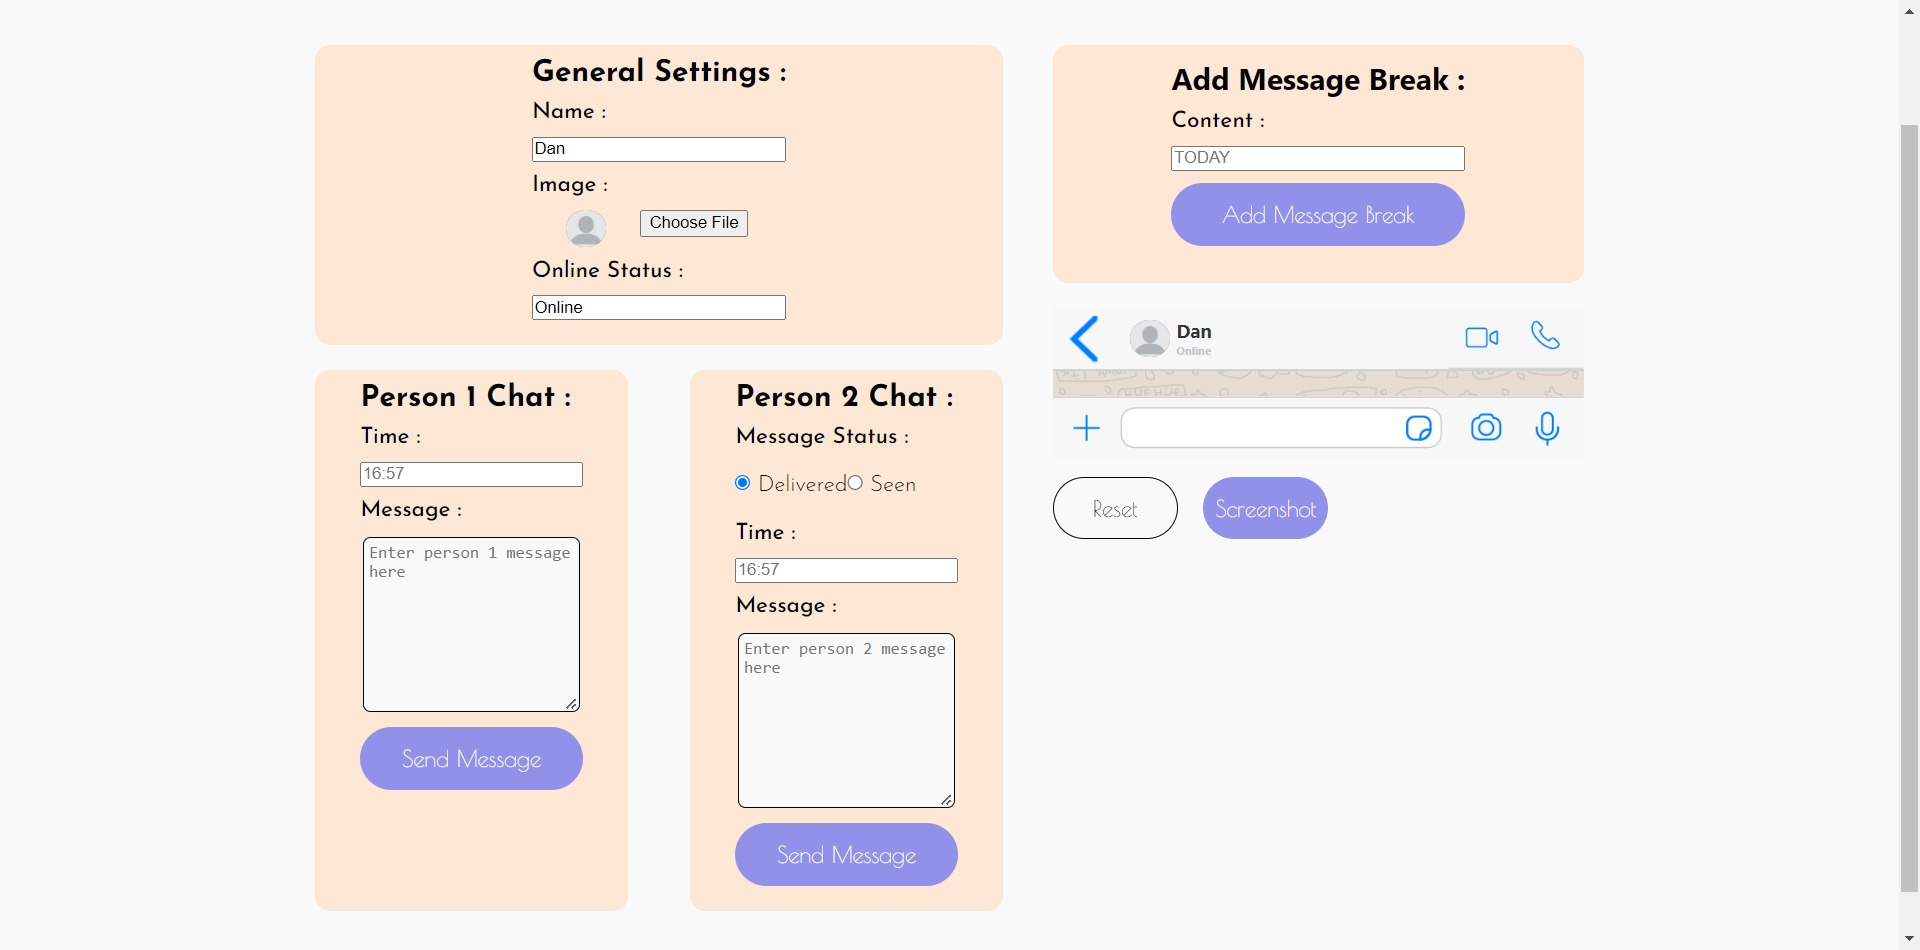 General Settings :
Name :
Dan
Image :
Choose File
Online Status :
Online
Person 1 Chat :
Time :
16:57
Message :
Enter person 1 message
here
Send Message
Person 2 Chat :
Message Status :
Delivered Seen
Time :
16:57
Message :
Enter person 2 message
here
Send Message
Add Message Break :
Content :
TODAY
Add Message Break
Dan
Online
Reset
Screenshot